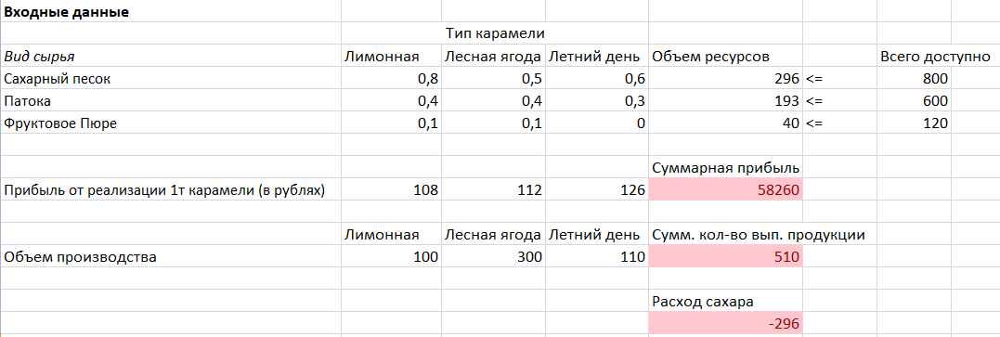 Входные данные
Тип карамели
Вид сырья Лимонная Лесная ягода Летний день Объем ресурсов Всего доступно
Сахарный песок 0,8 0,5 0,6 296 <= 800
Патока 0,4 0,4 0,3 193 <= 600
Фруктовое Пюре 0,1 0,1 0 40 <= 120
Суммарная прибыль
Прибыль от реализации 1т карамели (в рублях) 108 112 126 58260
Лимонная Лесная ягода Летний день Сумм. кол-во вып. продукции
Объем производства 100 300 110 510
Расход сахара
-296